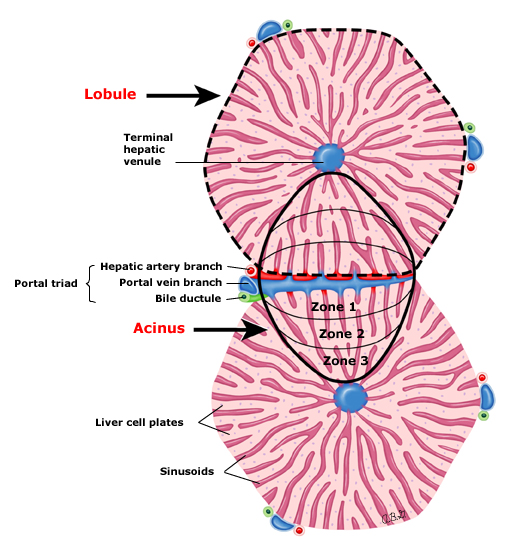 Lobule
Terminal
hepatic
venule
Hepatic artery branch
Portal triad
Portal vein branch
Bile ductule
Zone 1
Acinus
Zone 2
Zone 3
Liver cell plates
Sinusoids